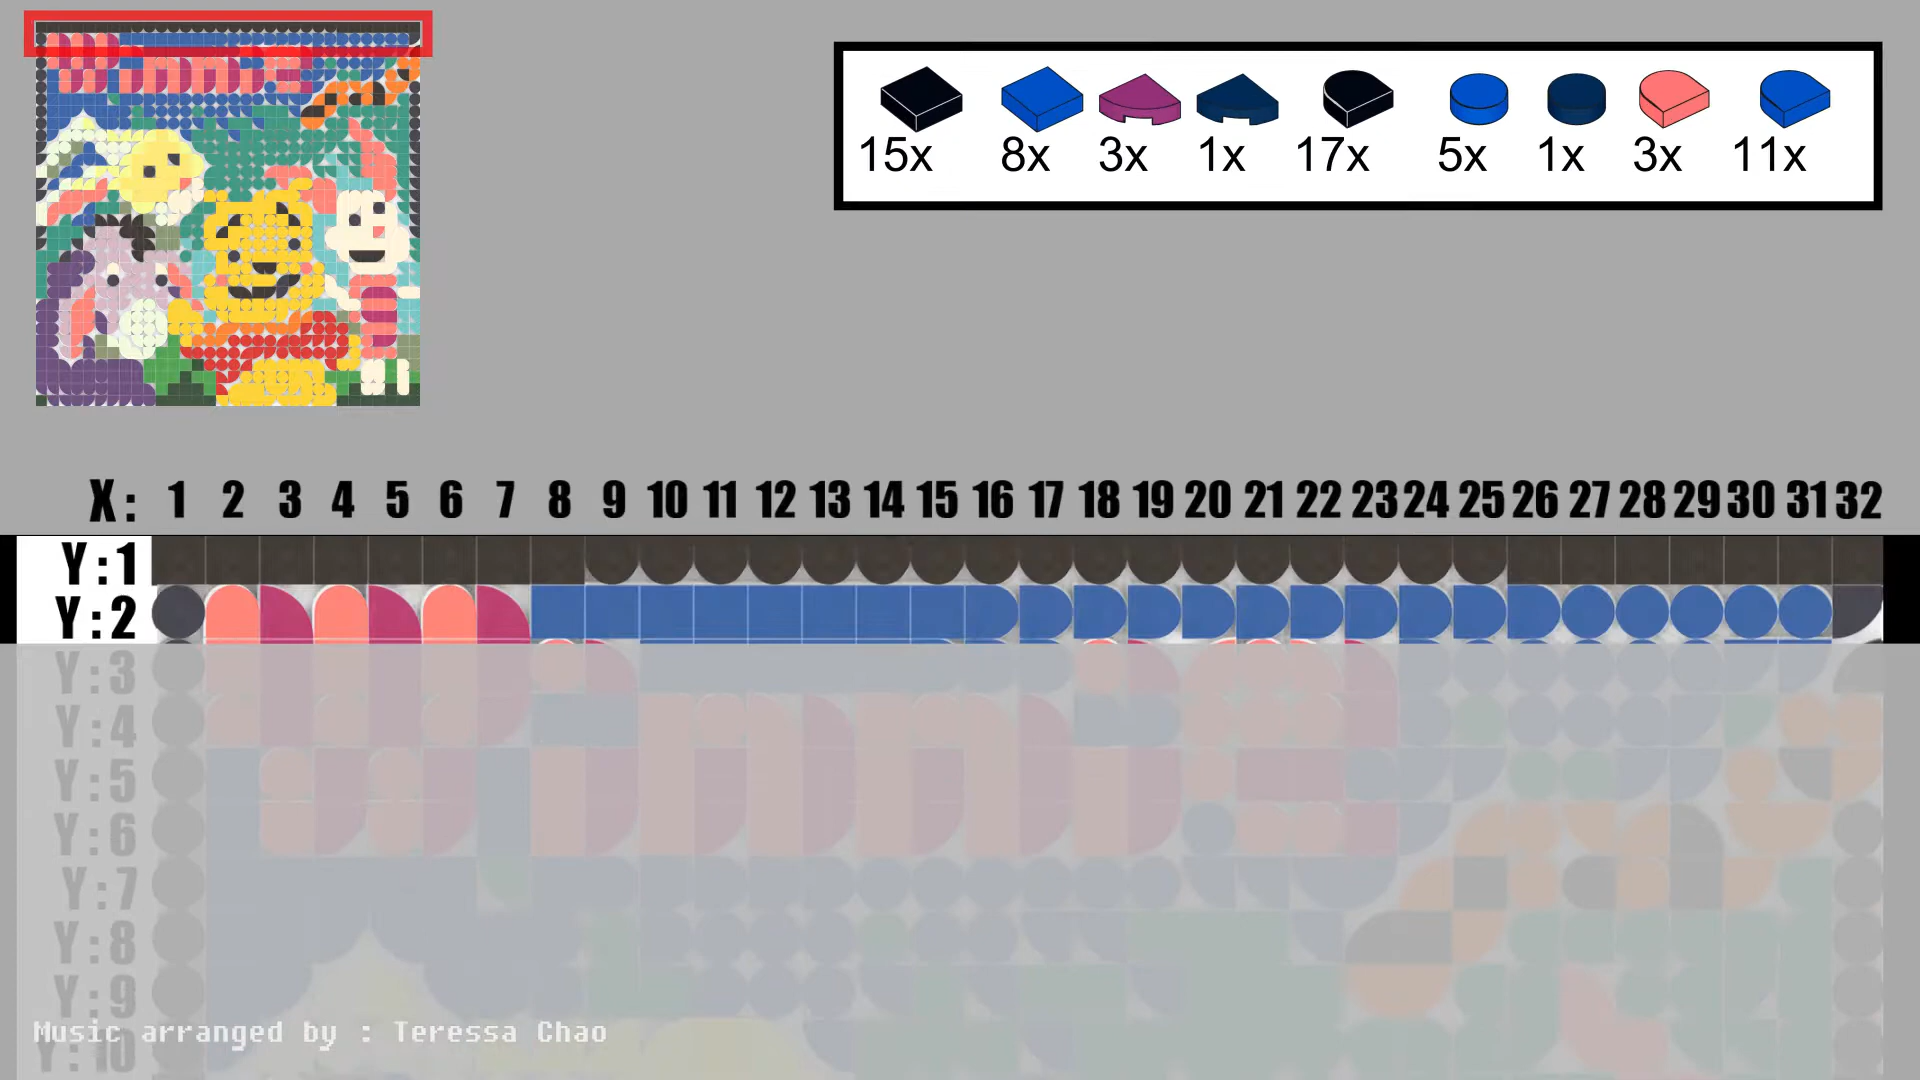 15x 8x 3x 1x 17x 5x 1x 3x 11x
X: 1 2 3 4 5 6 7 8 9 10 11 12 13 14 15 16 17 18 19 20 21 22 23 24 25 26 27 28 29 30 31 32
Y:1
Y:2
Y:3
Y:4
Y:5
Y:6
Y:7
Y:8
Y:9
Music arranged by : Teressa Chao
Y:10